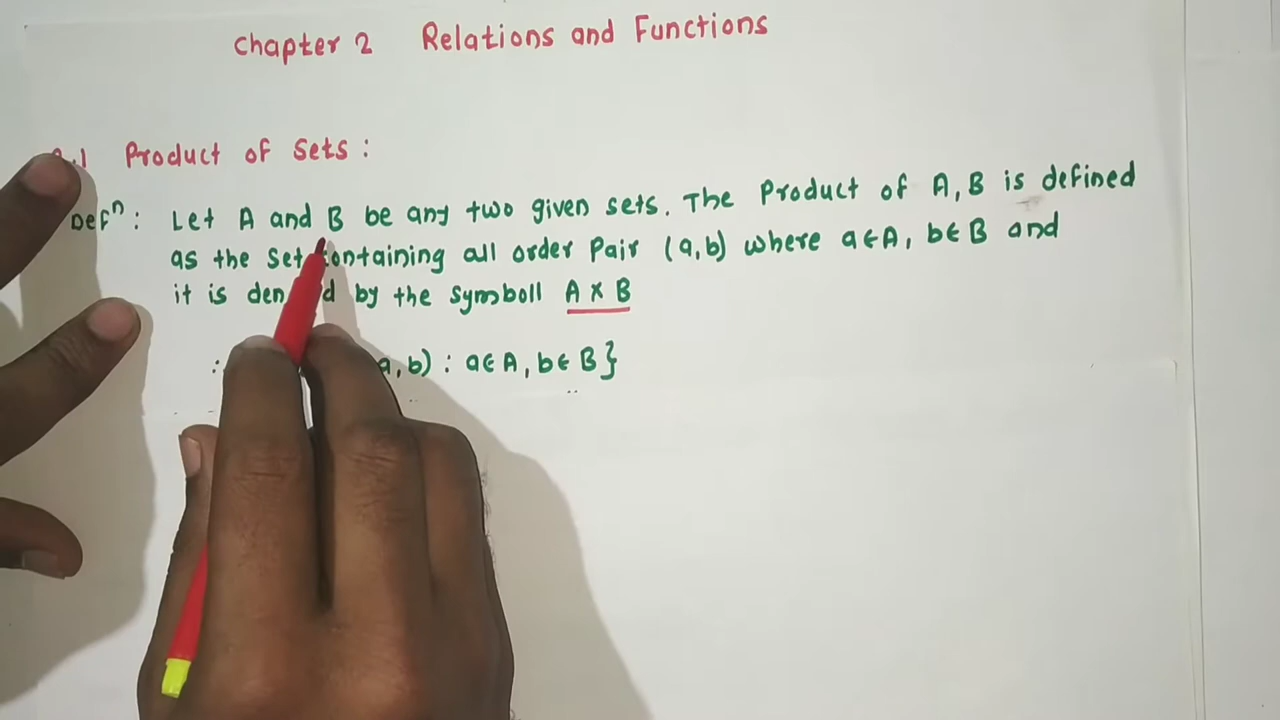 Chapter 2 Relations and Functions
Product of Sets :
Defⁿ : Let A and B be any two given sets. The Product of A, B is defined
as the Set containing all order Pair (a,b) where a∈A, b∈B and
it is by the Symboll A × B
,b) : a∈A, b∈B}